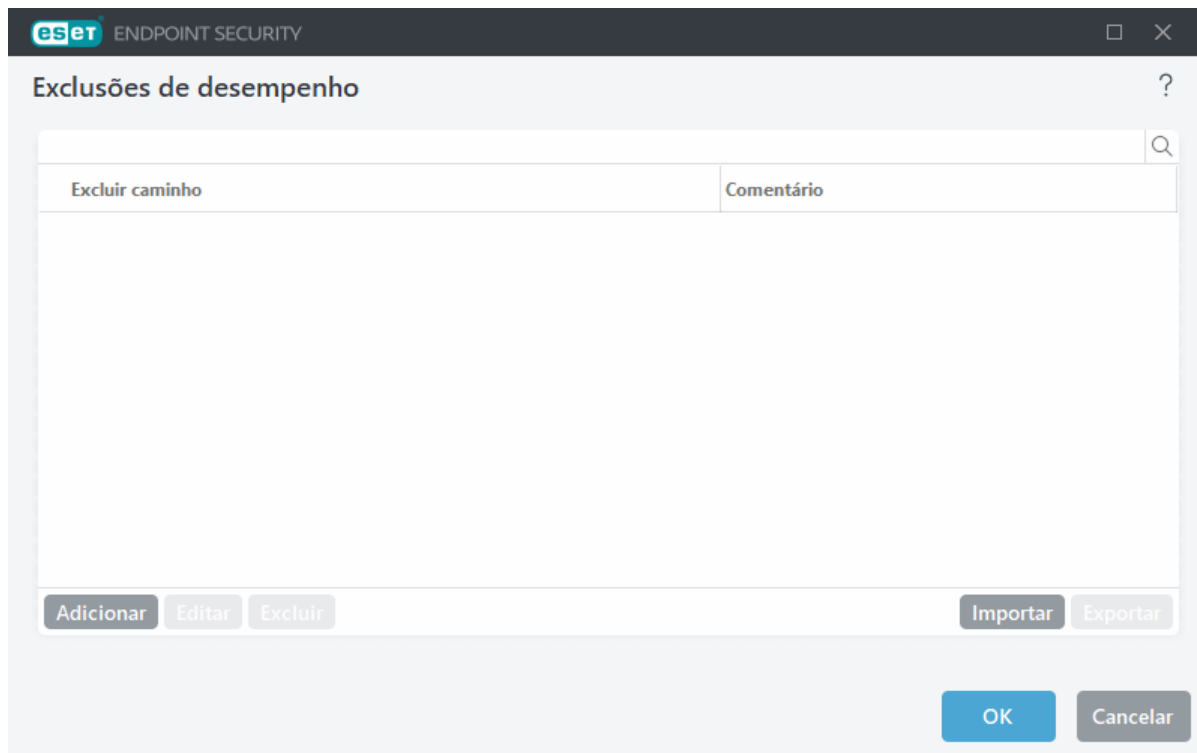 eset ENDPOINT SECURITY
Exclusões de desempenho
?
Excluir caminho Comentário
Adicionar Editar Excluir Importar Exportar
OK Cancelar